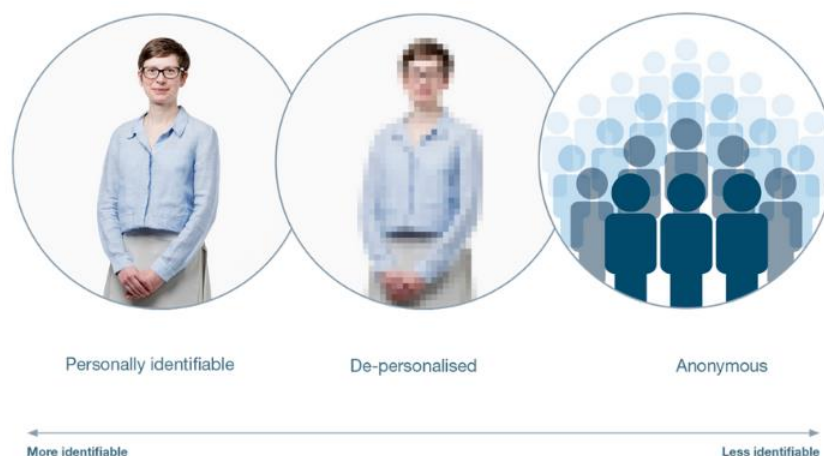 Personally identifiable
De-personalised
Anonymous
More identifiable
Less identifiable